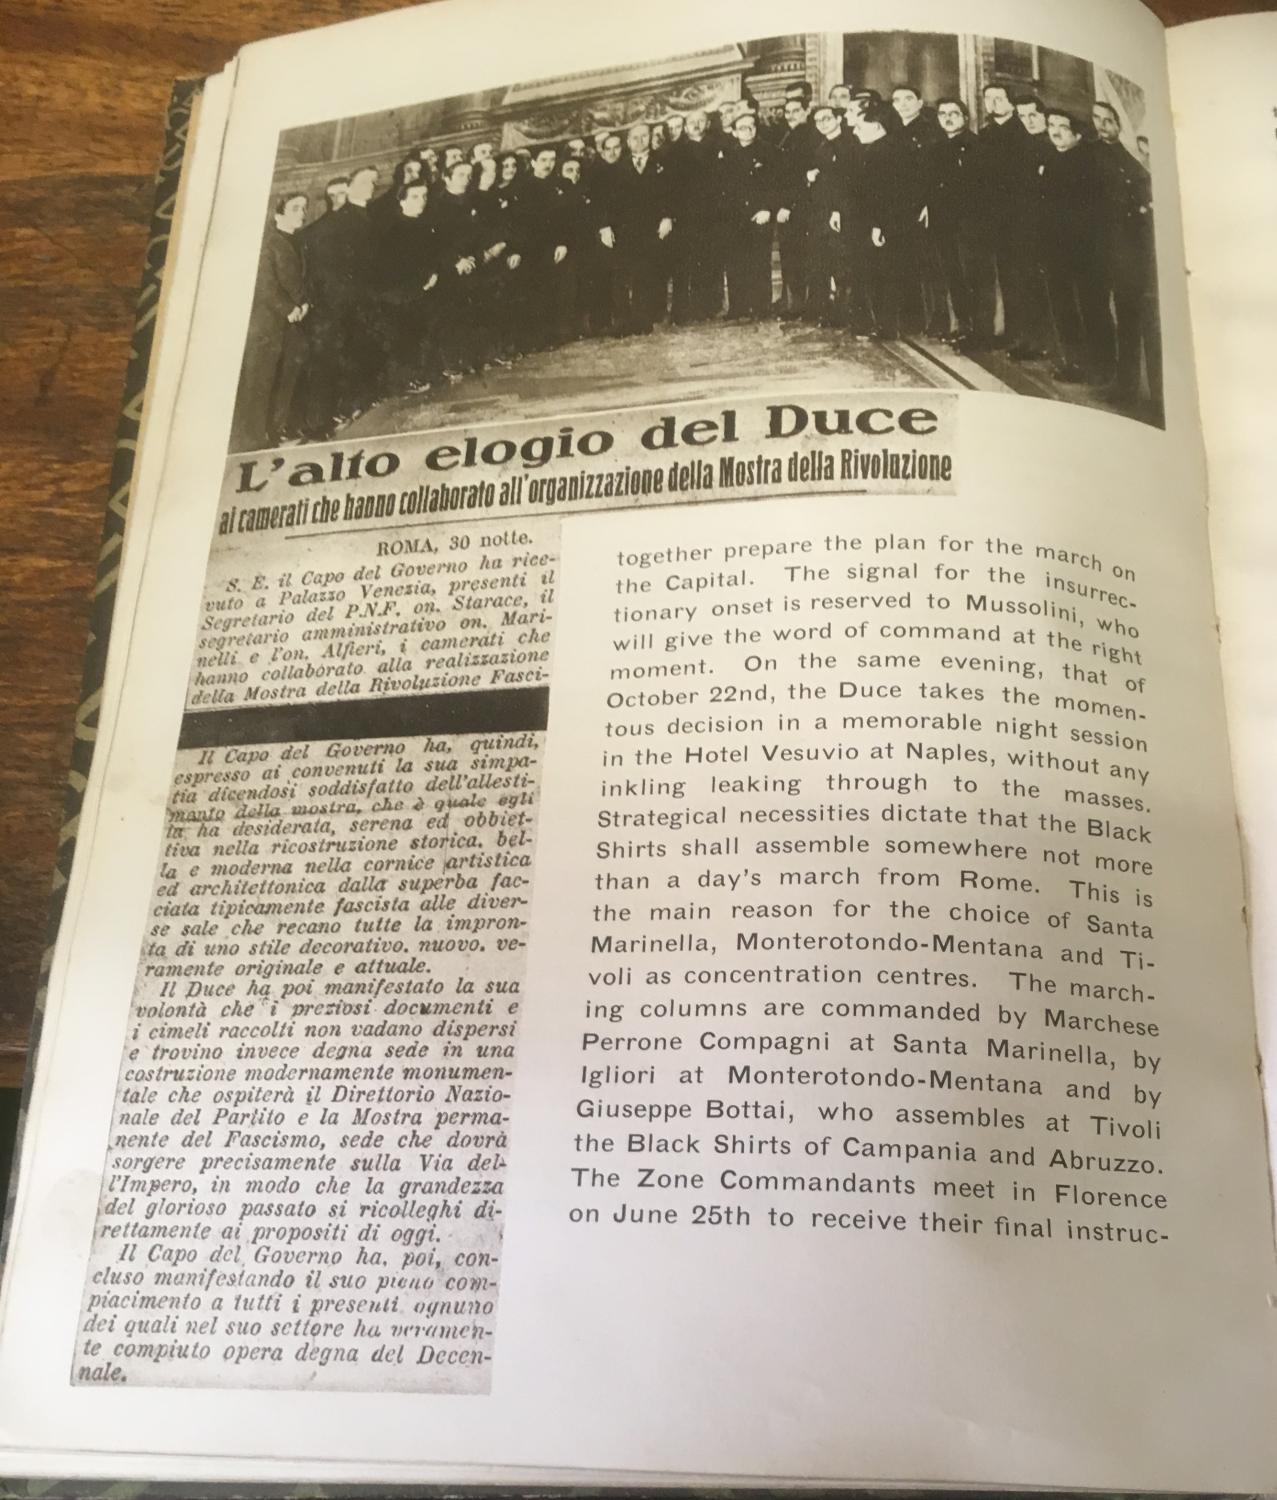 L'alto elogio del Duce
ai camerati che hanno collaborato all'organizzazione della Mostra della Rivoluzione
ROMA, 30 notte.
S. E. il Capo del Governo ha rice-
vuto a Palazzo Venezia, presenti il
Segretario del P.N.F. on. Starace, il
segretario amministrativo on. Mari-
nelli e l'on. Alfieri, i camerati che
hanno collaborato alla realizzazione
della Mostra della Rivoluzione Fasci-
Il Capo del Governo ha, quindi,
espresso ai convenuti la sua simpa-
tia dicendosi soddisfatto dell'allesti-
manto della mostra, che è quale egli
la ha desiderata, serena ed obbiet-
tiva nella ricostruzione storica, bel-
la e moderna nella cornice artistica
ed architettonica dalla superba fac-
ciata tipicamente fascista alle diver-
se sale che recano tutte la impron-
ta di uno stile decorativo. nuovo. ve-
ramente originale e attuale.
Il Duce ha poi manifestato la sua
volontà che i preziosi documenti e
i cimeli raccolti non vadano dispersi
e trovino invece degna sede in una
costruzione modernamente monumen-
tale che ospiterà il Direttorio Nazio-
nale del Partito e la Mostra perma-
nente del Fascismo, sede che dovrà
sorgere precisamente sulla Via del-
l'Impero, in modo che la grandezza
del glorioso passato si ricolleghi di-
rettamente ai propositi di oggi.
Il Capo del Governo ha, poi, con-
cluso manifestando il suo pieno com-
piacimento a tutti i presenti ognuno
dei quali nel suo settore ha veramen-
te compiuto opera degna del Decen-
nale.
together prepare the plan for the march on
the Capital. The signal for the insurrec-
tionary onset is reserved to Mussolini, who
will give the word of command at the right
moment. On the same evening, that of
October 22nd, the Duce takes the momen-
tous decision in a memorable night session
in the Hotel Vesuvio at Naples, without any
inkling leaking through to the masses.
Strategical necessities dictate that the Black
Shirts shall assemble somewhere not more
than a day's march from Rome. This is
the main reason for the choice of Santa
Marinella, Monterotondo-Mentana and Ti-
voli as concentration centres. The march-
ing columns are commanded by Marchese
Perrone Compagni at Santa Marinella, by
Igliori at Monterotondo-Mentana and by
Giuseppe Bottai, who assembles at Tivoli
the Black Shirts of Campania and Abruzzo.
The Zone Commandants meet in Florence
on June 25th to receive their final instruc-